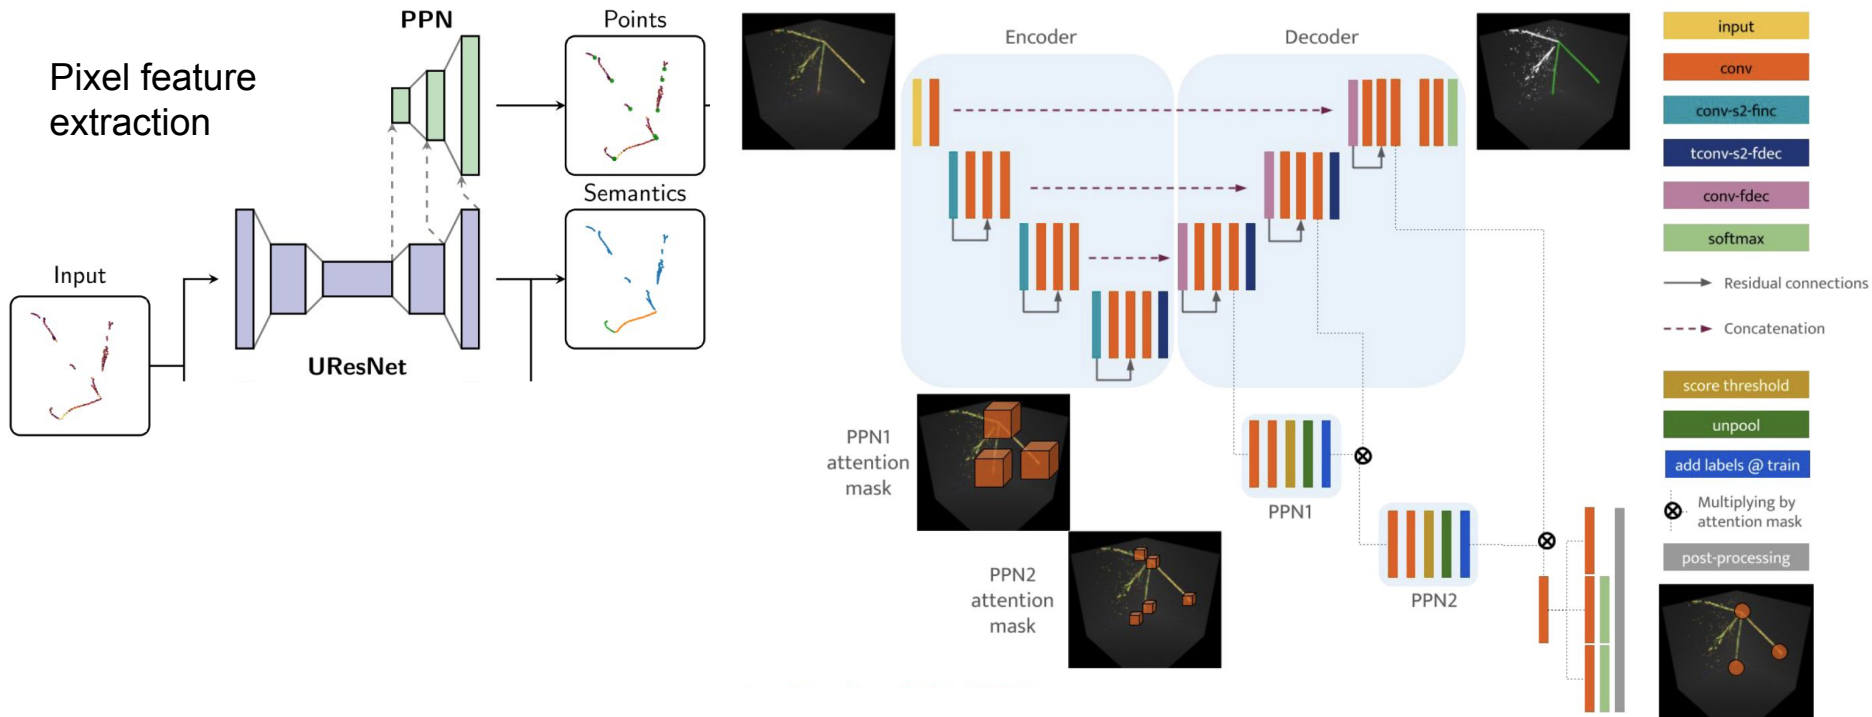 Pixel feature
extraction
PPN
Points
Semantics
Input
UResNet
Encoder
Decoder
PPN1
attention
mask
PPN2
attention
mask
PPN1
PPN2
input
conv
conv-s2-finc
tconv-s2-fdec
conv-fdec
softmax
Residual connections
Concatenation
score threshold
unpool
add labels @ train
Multiplying by
attention mask
post-processing